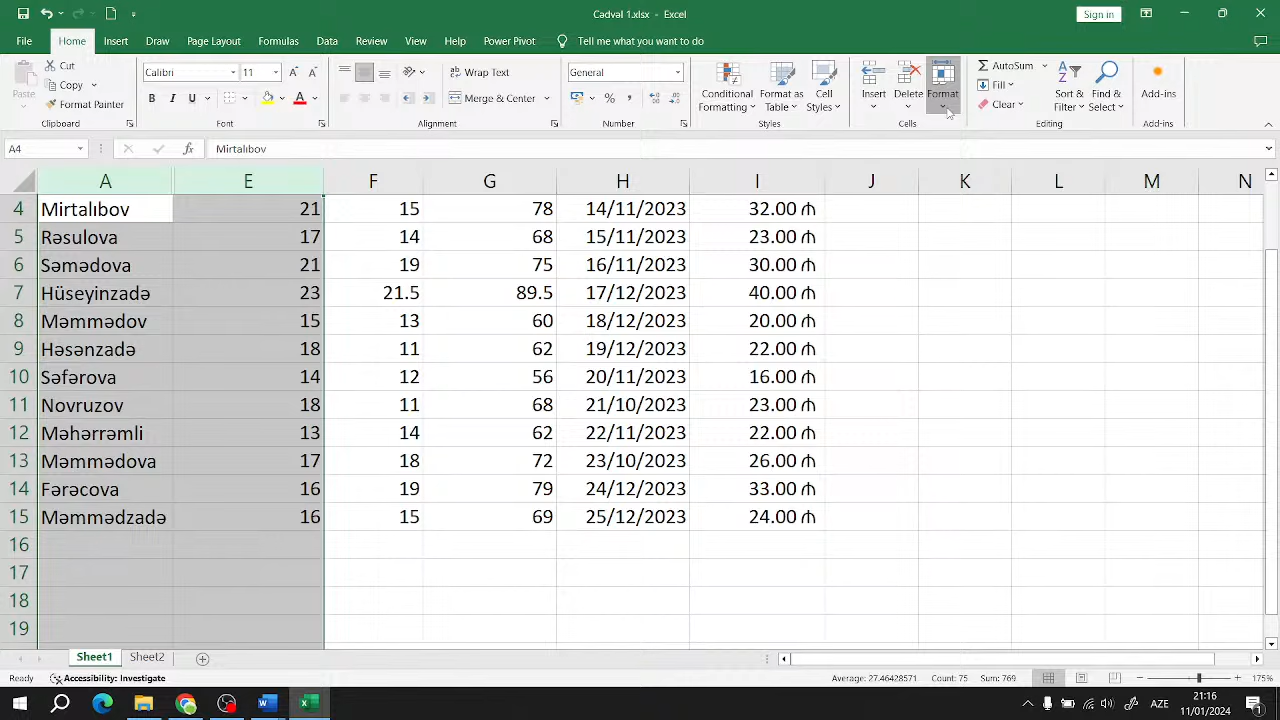 Cadval 1.xlsx - Excel
Sign in
File Home Insert Draw Page Layout Formulas Data Review View Help Power Pivot Tell me what you want to do
Cut
Copy
Format Painter
Paste
Clipboard
Calibri 11
B I U
Font
Wrap Text
Merge & Center
Alignment
General
%
Number
Conditional Formatting
Format as Table
Cell Styles
Styles
Insert
Delete
Format
Cells
AutoSum
Fill
Clear
Sort & Filter
Find & Select
Editing
Add-ins
Add-ins
A4 fx Mirtalıbov
A E F G H I J K L M N
4 Mirtalıbov 21 15 78 14/11/2023 32.00 ₼
5 Rəsulova 17 14 68 15/11/2023 23.00 ₼
6 Səmədova 21 19 75 16/11/2023 30.00 ₼
7 Hüseyinzadə 23 21.5 89.5 17/12/2023 40.00 ₼
8 Məmmədov 15 13 60 18/12/2023 20.00 ₼
9 Həsənzadə 18 11 62 19/12/2023 22.00 ₼
10 Səfərova 14 12 56 20/11/2023 16.00 ₼
11 Novruzov 18 11 68 21/10/2023 23.00 ₼
12 Məhərrəmli 13 14 62 22/11/2023 22.00 ₼
13 Məmmədova 17 18 72 23/10/2023 26.00 ₼
14 Fərəcova 16 19 79 24/12/2023 33.00 ₼
15 Məmmədzadə 16 15 69 25/12/2023 24.00 ₼
16
17
18
19
Sheet1 Sheet2
Ready Accessibility: Investigate Average: 27.46428571 Count: 75 Sum: 769 175%
AZE 21:16
11/01/2024